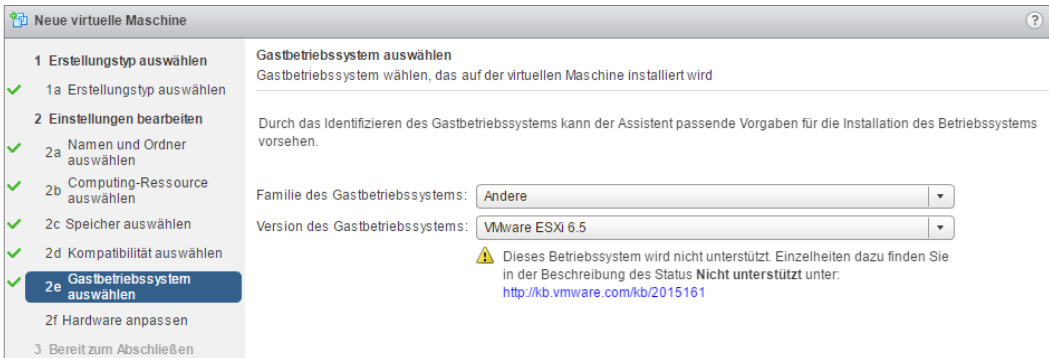 Neue virtuelle Maschine
?
1 Erstellungstyp auswählen
1a Erstellungstyp auswählen
2 Einstellungen bearbeiten
2a Namen und Ordner
auswählen
2b Computing-Ressource
auswählen
2c Speicher auswählen
2d Kompatibilität auswählen
2e Gastbetriebssystem
auswählen
2f Hardware anpassen
3 Bereit zum Abschließen
Gastbetriebssystem auswählen
Gastbetriebssystem wählen, das auf der virtuellen Maschine installiert wird
Durch das Identifizieren des Gastbetriebssystems kann der Assistent passende Vorgaben für die Installation des Betriebssystems
vorsehen.
Familie des Gastbetriebssystems: Andere
Version des Gastbetriebssystems: VMware ESXi 6.5
Dieses Betriebssystem wird nicht unterstützt. Einzelheiten dazu finden Sie
in der Beschreibung des Status Nicht unterstützt unter:
http://kb.vmware.com/kb/2015161